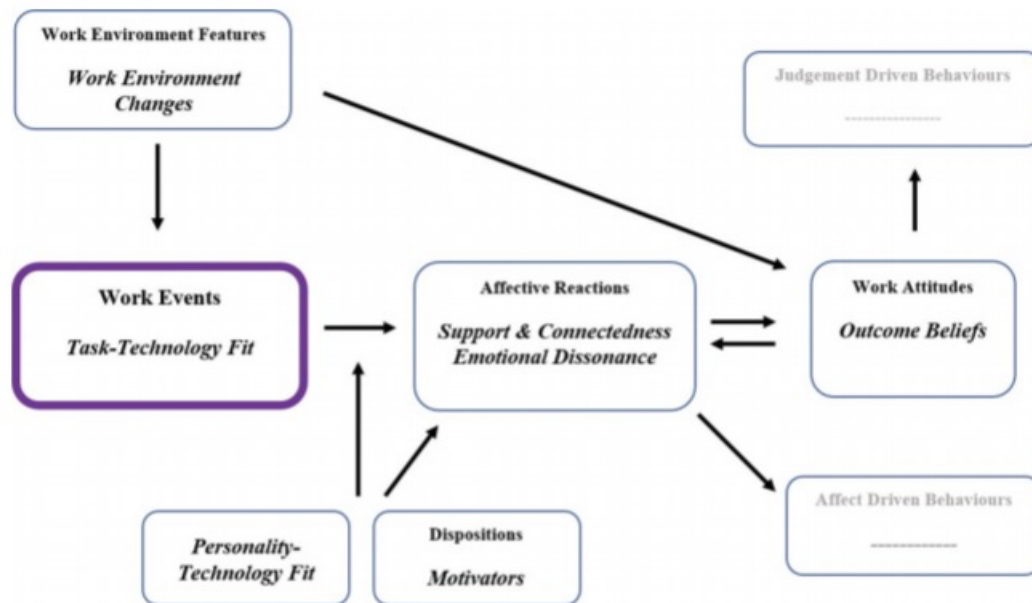 Work Environment Features
Work Environment
Changes
Judgement Driven Behaviours
----------------
Work Events
Task-Technology Fit
Affective Reactions
Support & Connectedness
Emotional Dissonance
Work Attitudes
Outcome Beliefs
Personality-
Technology Fit
Dispositions
Motivators
Affect Driven Behaviours
------------